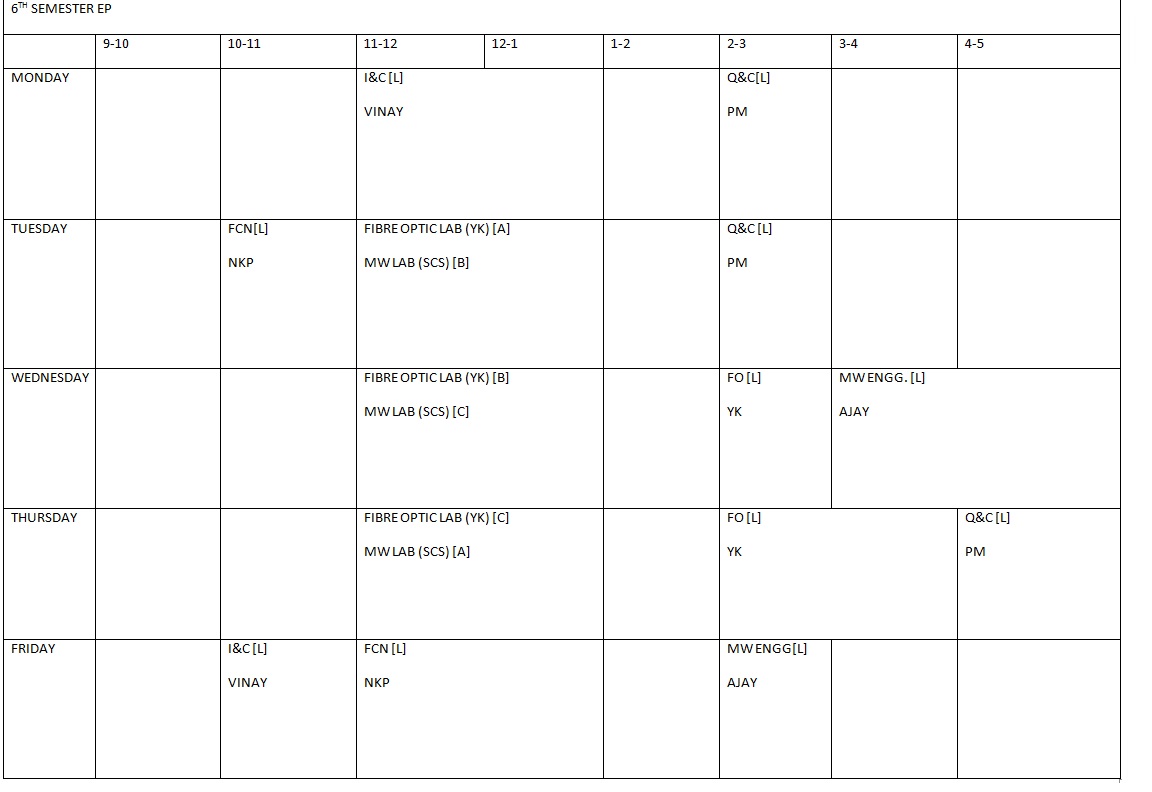 6TH SEMESTER EP
9-10 10-11 11-12 12-1 1-2 2-3 3-4 4-5
MONDAY I&C [L] Q&C[L]
VINAY PM
TUESDAY FCN[L] FIBRE OPTIC LAB (YK) [A] Q&C [L]
NKP MW LAB (SCS) [B] PM
WEDNESDAY FIBRE OPTIC LAB (YK) [B] FO [L] MW ENGG. [L]
MW LAB (SCS) [C] YK AJAY
THURSDAY FIBRE OPTIC LAB (YK) [C] FO [L] Q&C [L]
MW LAB (SCS) [A] YK PM
FRIDAY I&C [L] FCN [L] MW ENGG[L]
VINAY NKP AJAY